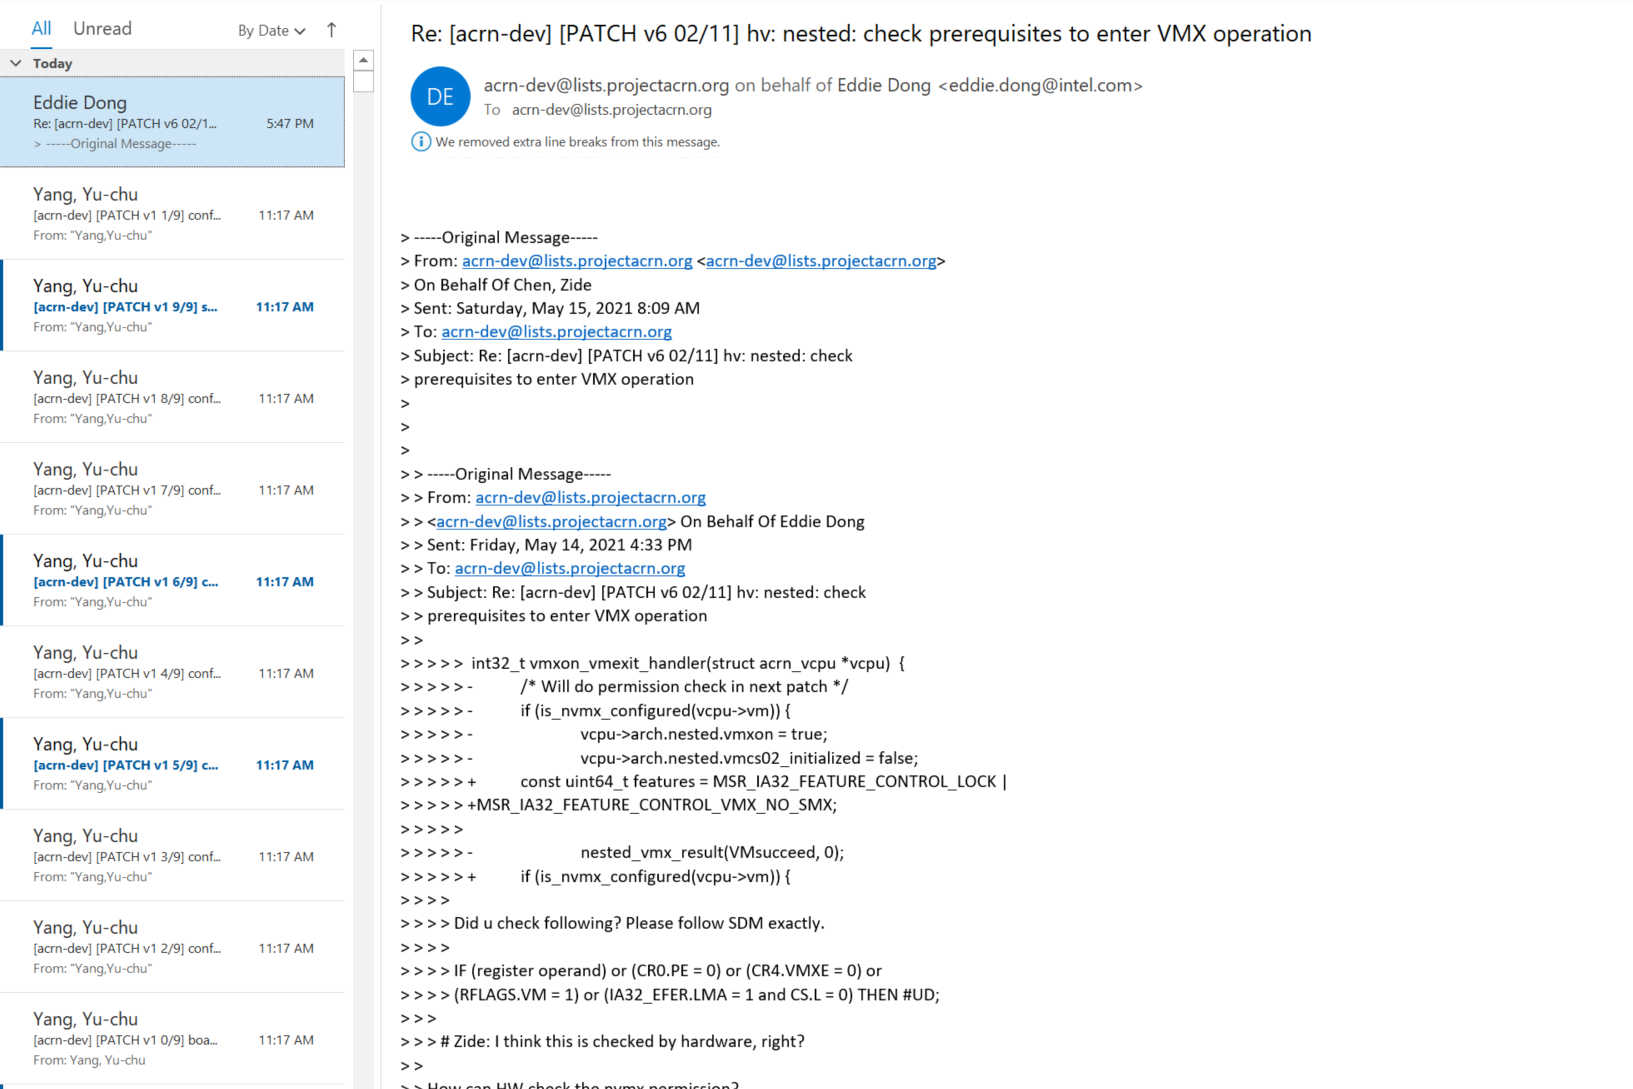 All Unread By Date
Today
Eddie Dong
Re: [acrn-dev] [PATCH v6 02/1... 5:47 PM
> -----Original Message-----
Yang, Yu-chu
[acrn-dev] [PATCH v1 1/9] conf... 11:17 AM
From: "Yang,Yu-chu"
Yang, Yu-chu
[acrn-dev] [PATCH v1 9/9] s... 11:17 AM
From: "Yang,Yu-chu"
Yang, Yu-chu
[acrn-dev] [PATCH v1 8/9] conf... 11:17 AM
From: "Yang,Yu-chu"
Yang, Yu-chu
[acrn-dev] [PATCH v1 7/9] conf... 11:17 AM
From: "Yang,Yu-chu"
Yang, Yu-chu
[acrn-dev] [PATCH v1 6/9] c... 11:17 AM
From: "Yang,Yu-chu"
Yang, Yu-chu
[acrn-dev] [PATCH v1 4/9] conf... 11:17 AM
From: "Yang,Yu-chu"
Yang, Yu-chu
[acrn-dev] [PATCH v1 5/9] c... 11:17 AM
From: "Yang,Yu-chu"
Yang, Yu-chu
[acrn-dev] [PATCH v1 3/9] conf... 11:17 AM
From: "Yang,Yu-chu"
Yang, Yu-chu
[acrn-dev] [PATCH v1 2/9] conf... 11:17 AM
From: "Yang,Yu-chu"
Yang, Yu-chu
[acrn-dev] [PATCH v1 0/9] boa... 11:17 AM
From: Yang, Yu-chu
Re: [acrn-dev] [PATCH v6 02/11] hv: nested: check prerequisites to enter VMX operation
DE
acrn-dev@lists.projectacrn.org on behalf of Eddie Dong <eddie.dong@intel.com>
To acrn-dev@lists.projectacrn.org
We removed extra line breaks from this message.
> -----Original Message-----
> From: acrn-dev@lists.projectacrn.org <acrn-dev@lists.projectacrn.org>
> On Behalf Of Chen, Zide
> Sent: Saturday, May 15, 2021 8:09 AM
> To: acrn-dev@lists.projectacrn.org
> Subject: Re: [acrn-dev] [PATCH v6 02/11] hv: nested: check
> prerequisites to enter VMX operation
>
>
>
> > -----Original Message-----
> > From: acrn-dev@lists.projectacrn.org
> > <acrn-dev@lists.projectacrn.org> On Behalf Of Eddie Dong
> > Sent: Friday, May 14, 2021 4:33 PM
> > To: acrn-dev@lists.projectacrn.org
> > Subject: Re: [acrn-dev] [PATCH v6 02/11] hv: nested: check
> > prerequisites to enter VMX operation
> >
> > > > > int32_t vmxon_vmexit_handler(struct acrn_vcpu *vcpu) {
> > > > > - /* Will do permission check in next patch */
> > > > > - if (is_nvmx_configured(vcpu->vm)) {
> > > > > - vcpu->arch.nested.vmxon = true;
> > > > > - vcpu->arch.nested.vmcs02_initialized = false;
> > > > > + const uint64_t features = MSR_IA32_FEATURE_CONTROL_LOCK |
> > > > > +MSR_IA32_FEATURE_CONTROL_VMX_NO_SMX;
> > > > >
> > > > > - nested_vmx_result(VMsucceed, 0);
> > > > > + if (is_nvmx_configured(vcpu->vm)) {
> > > >
> > > > Did u check following? Please follow SDM exactly.
> > > >
> > > > IF (register operand) or (CR0.PE = 0) or (CR4.VMXE = 0) or
> > > > (RFLAGS.VM = 1) or (IA32_EFER.LMA = 1 and CS.L = 0) THEN #UD;
> > >
> > > # Zide: I think this is checked by hardware, right?
> >
> > How can HW check the nvmx permission?